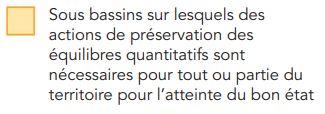 Sous bassins sur lesquels des
actions de préservation des
équilibres quantitatifs sont
nécessaires pour tout ou partie du
territoire pour l'atteinte du bon état